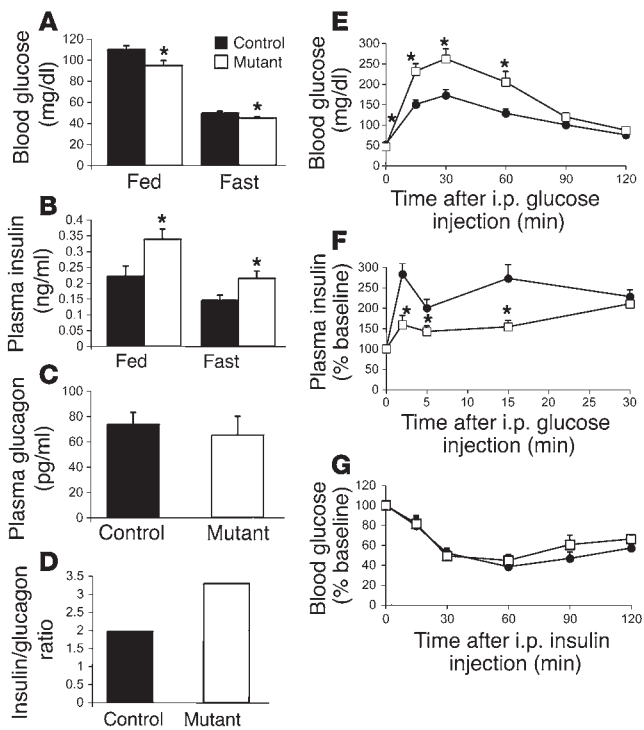 A
Blood glucose
(mg/dl)
120
100
80
60
40
20
0
*
*
Control
Mutant
Fed
Fast
B
Plasma insulin
(ng/ml)
0.4
0.35
0.3
0.25
0.2
0.15
0.1
0.05
0
*
*
Fed
Fast
C
Plasma glucagon
(pg/ml)
100
80
60
40
20
0
Control
Mutant
D
Insulin/glucagon
ratio
3.5
3
2.5
2
1.5
1
0.5
0
Control
Mutant
E
Blood glucose
(mg/dl)
300
250
200
150
100
50
0
*
*
*
*
0 30 60 90 120
Time after i.p. glucose
injection (min)
F
Plasma insulin
(% baseline)
300
250
200
150
100
50
0
*
*
*
0 5 10 15 20 25 30
Time after i.p. glucose
injection (min)
G
Blood glucose
(% baseline)
120
100
80
60
40
20
0
0 30 60 90 120
Time after i.p. insulin
injection (min)